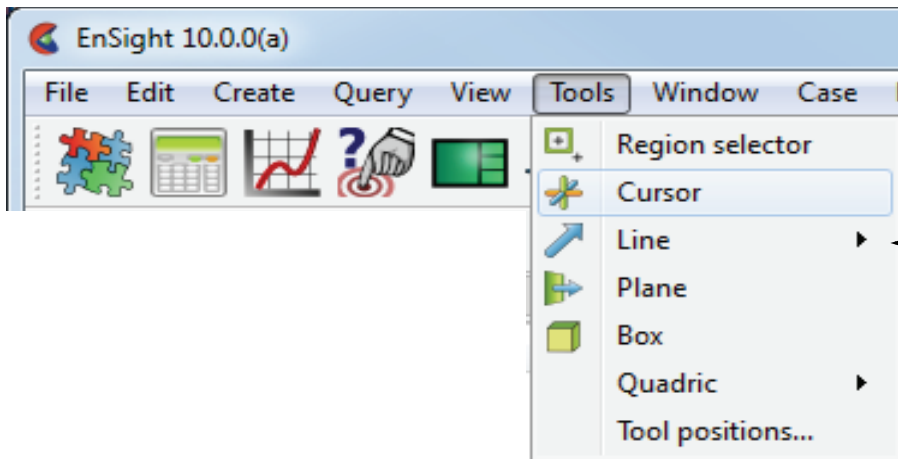 EnSight 10.0.0(a)
File Edit Create Query View Tools Window Case
Region selector
Cursor
Line
Plane
Box
Quadric
Tool positions...